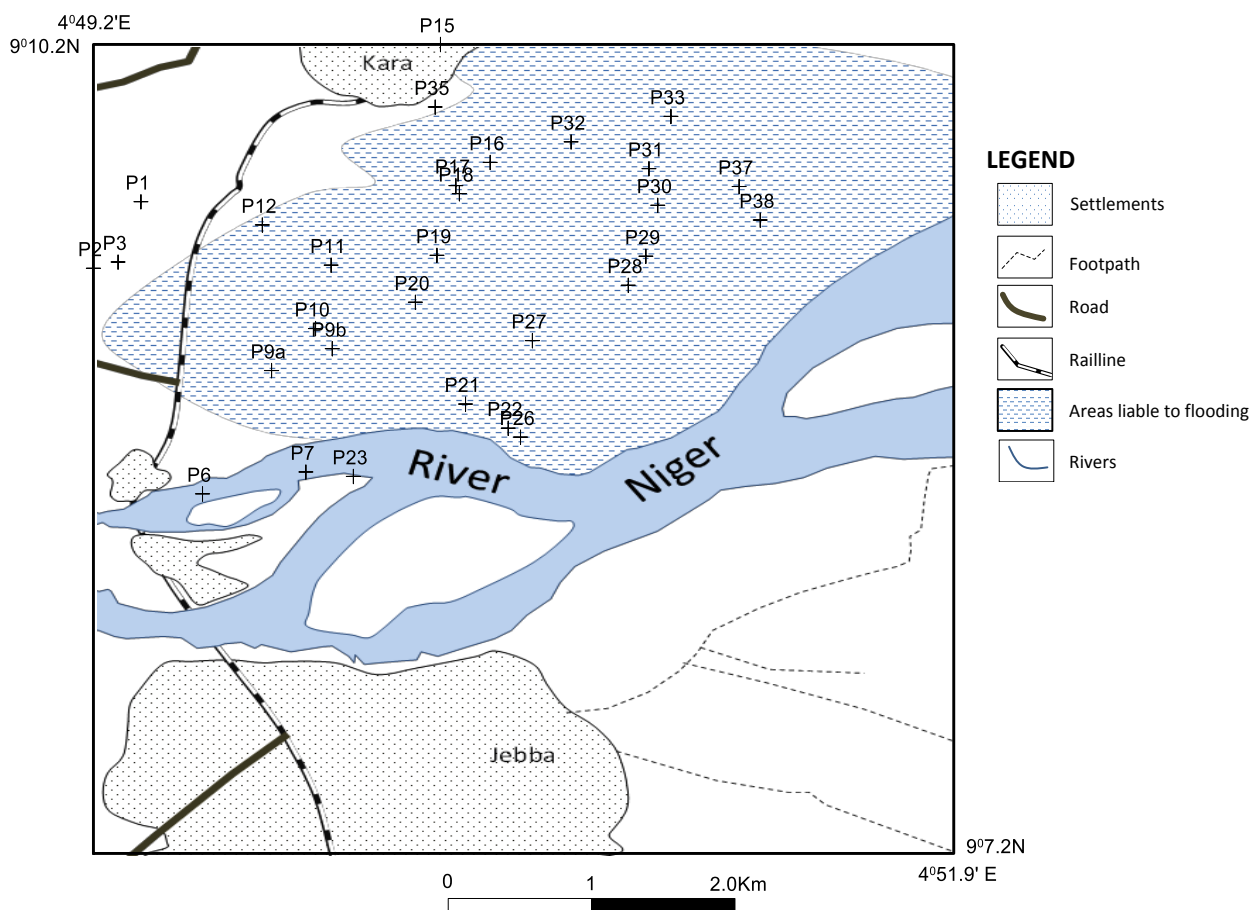 4⁰49.2'E
9⁰10.2N
P15
Kara
P35
P33
P32
P16
P31
P17
P18
P37
P30
P1
P38
P12
P2
P3
P11
P19
P29
P28
P20
P10
P9b
P27
P9a
P21
P22
P26
P7
P23
P6
River
Niger
Jebba
LEGEND
Settlements
Footpath
Road
Railline
Areas liable to flooding
Rivers
9⁰7.2N
4⁰51.9' E
0 1 2.0Km